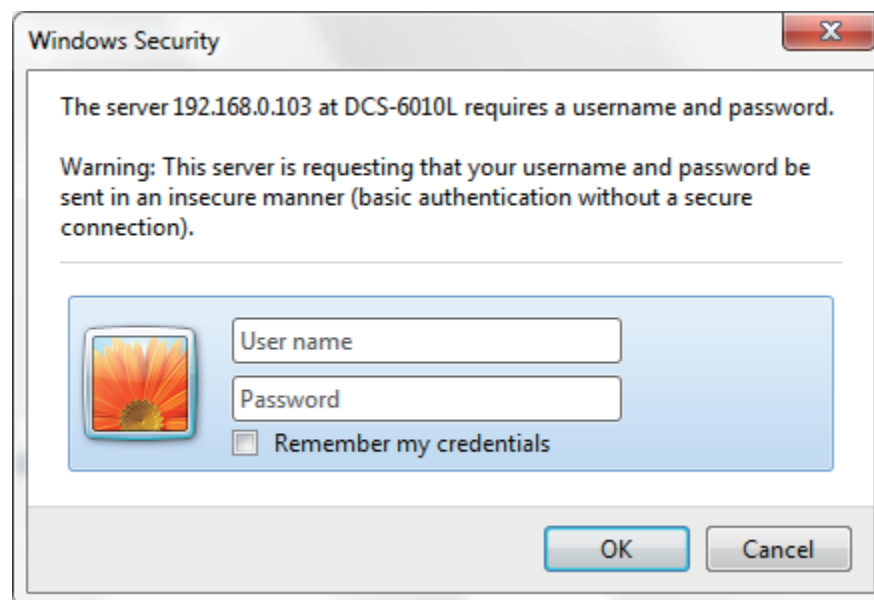 Windows Security
The server 192.168.0.103 at DCS-6010L requires a username and password.
Warning: This server is requesting that your username and password be
sent in an insecure manner (basic authentication without a secure
connection).
User name
Password
Remember my credentials
OK
Cancel